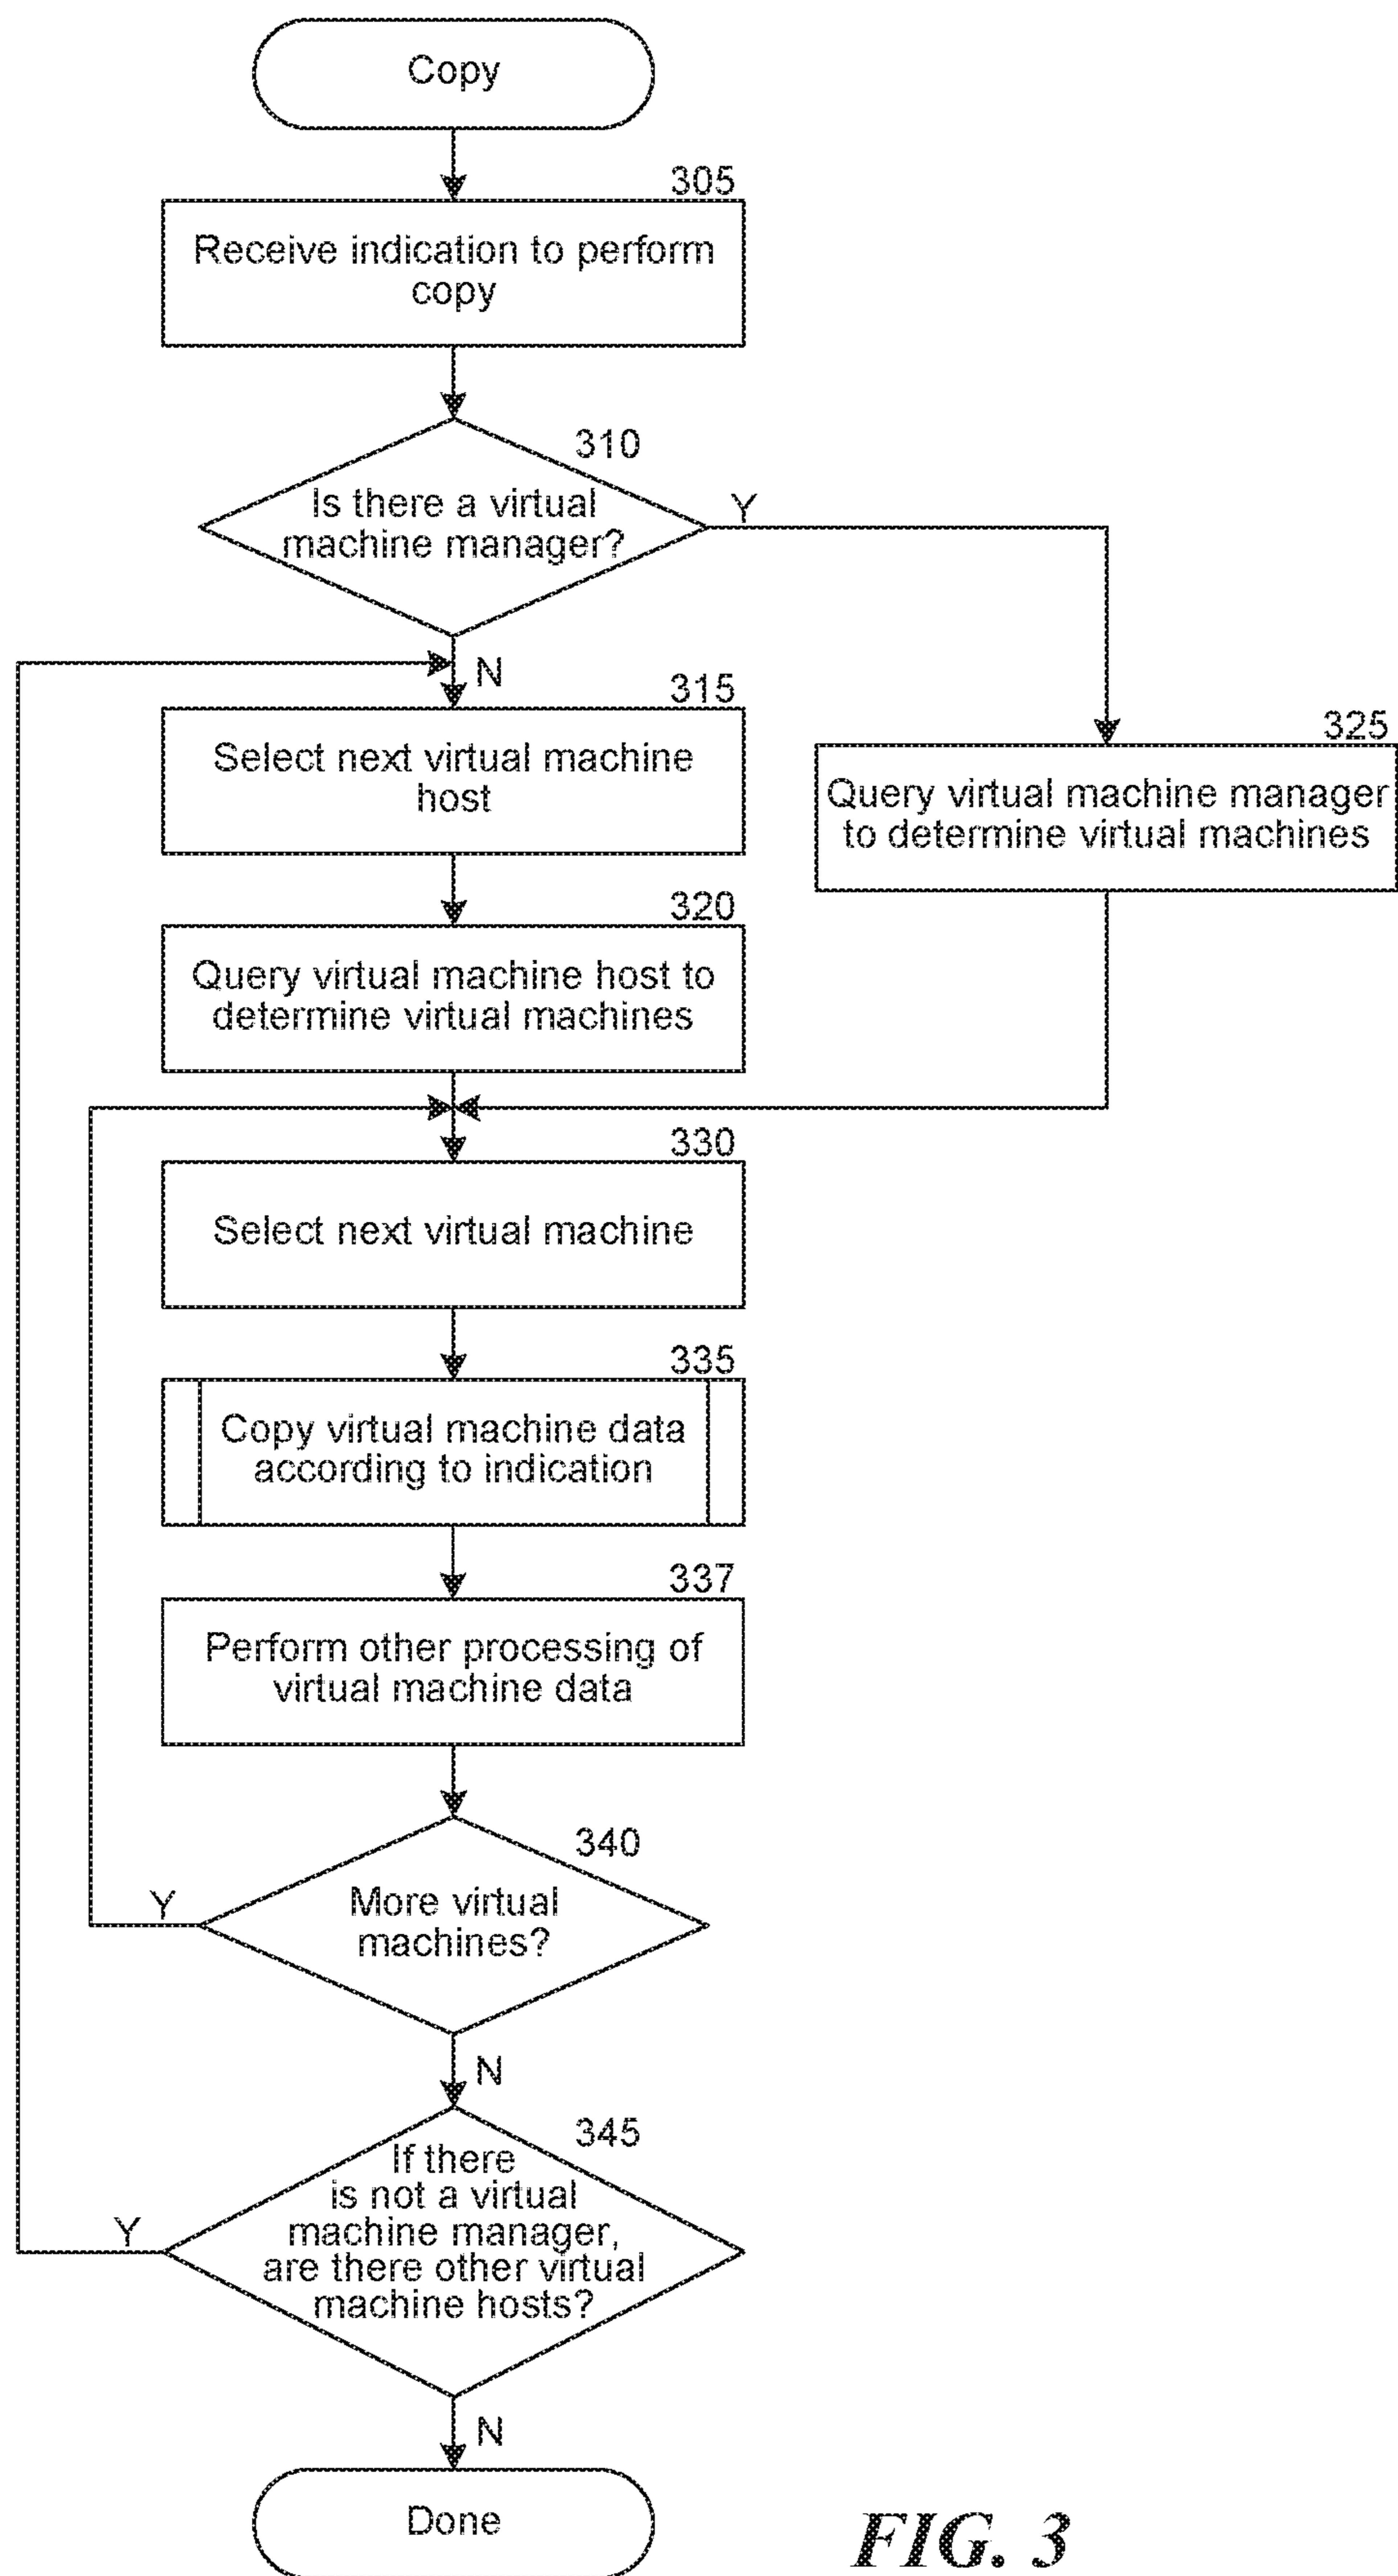 Copy
305
Receive indication to perform
copy
310
Is there a virtual
machine manager?
Y
N
315
Select next virtual machine
host
325
Query virtual machine manager
to determine virtual machines
320
Query virtual machine host to
determine virtual machines
330
Select next virtual machine
335
Copy virtual machine data
according to indication
337
Perform other processing of
virtual machine data
340
More virtual
machines?
Y
N
345
If there
is not a virtual
machine manager,
are there other virtual
machine hosts?
Y
N
Done
FIG. 3